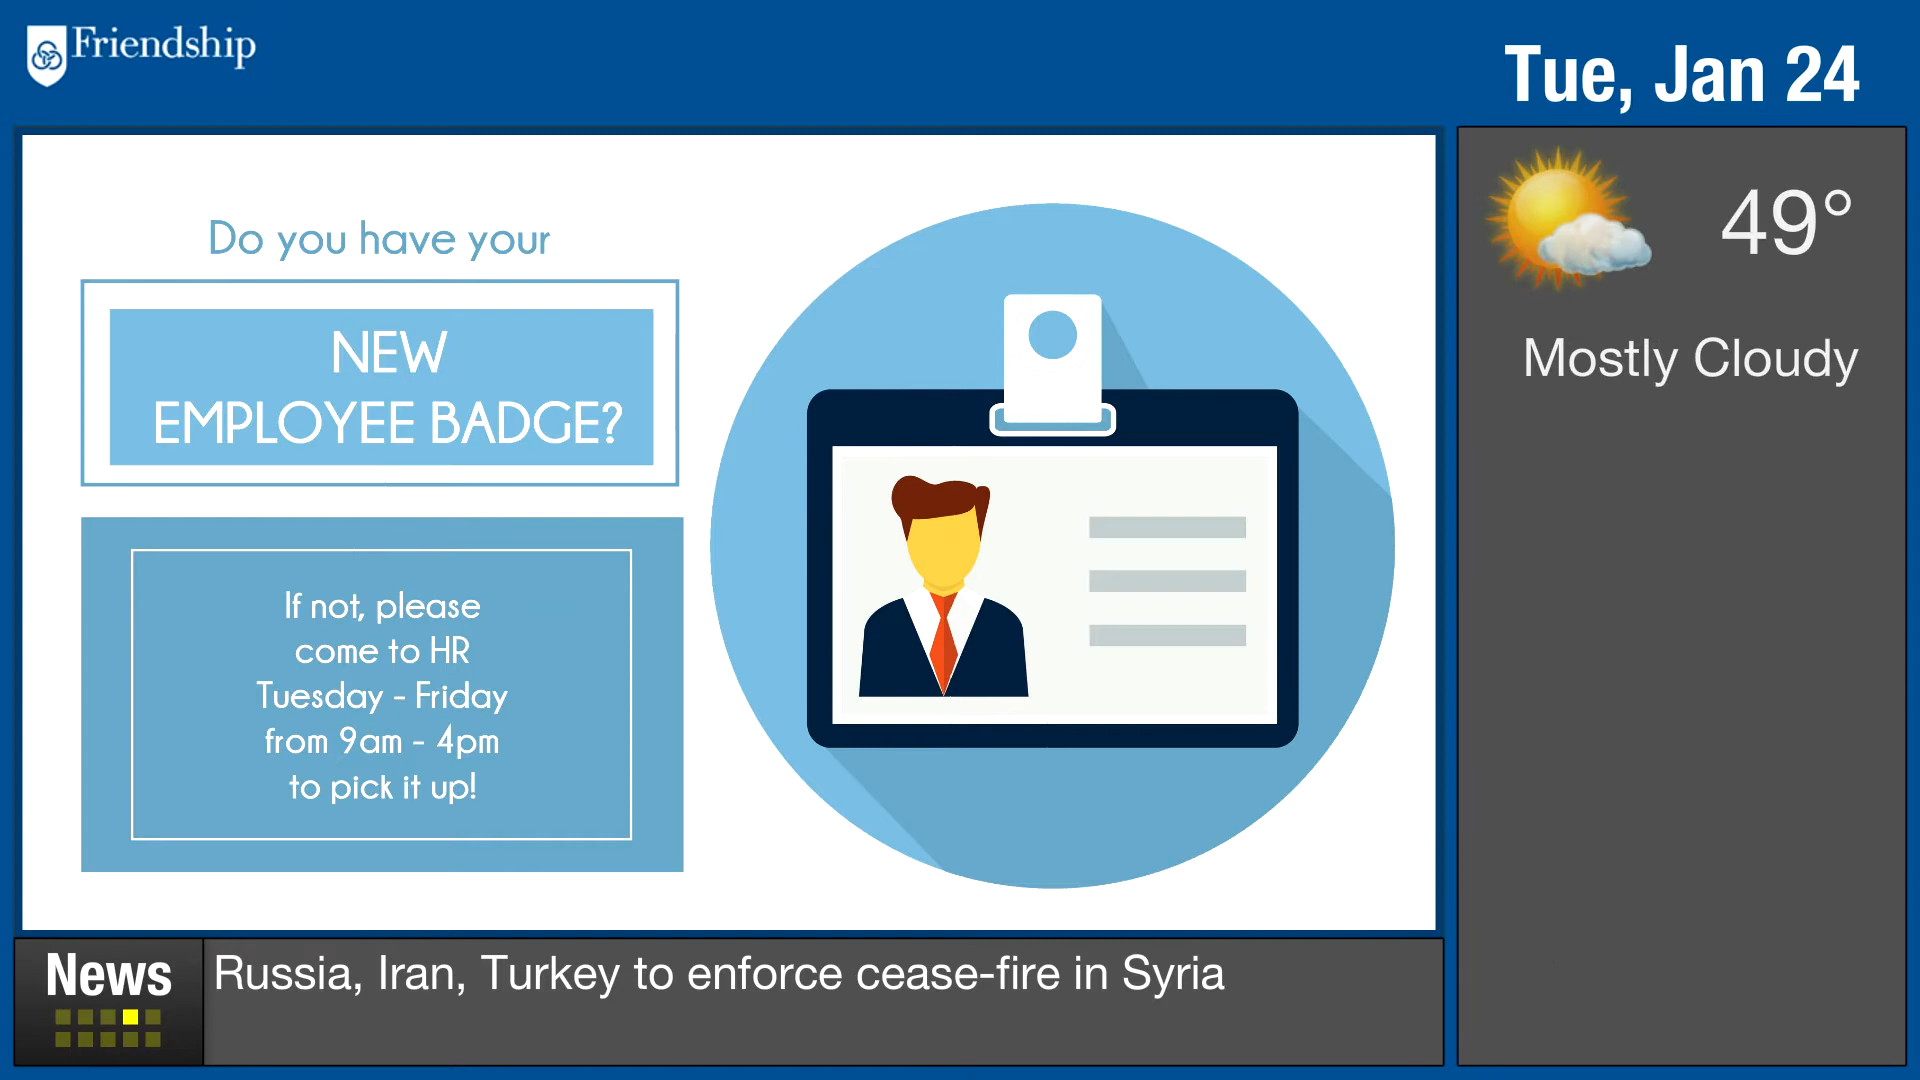 Friendship
Tue, Jan 24
Do you have your
NEW
EMPLOYEE BADGE?
If not, please
come to HR
Tuesday - Friday
from 9am - 4pm
to pick it up!
49°
Mostly Cloudy
News
Russia, Iran, Turkey to enforce cease-fire in Syria